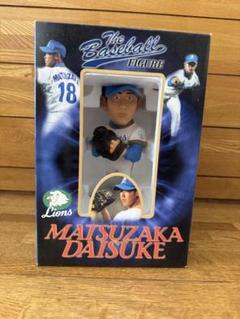 The
Baseball
FIGURE
MATSUZAKA
18
Lions
MATSUZAKA
DAISUKE